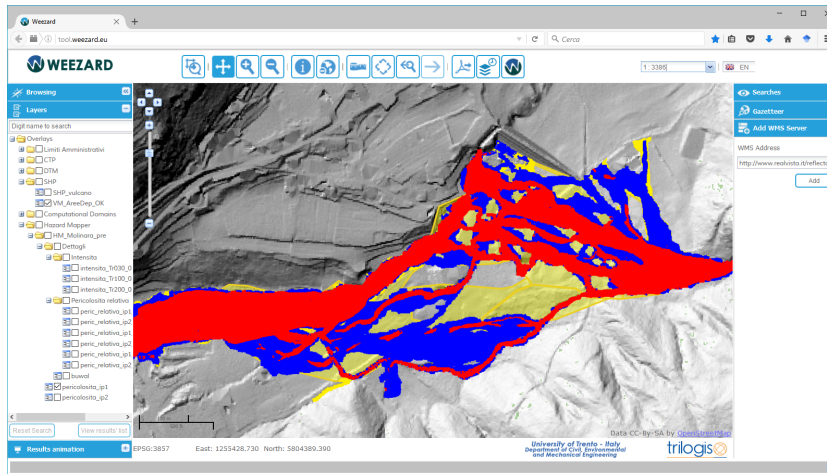 Weezard
tool.weezard.eu
Cerca
WEEZARD
1: 3385
EN
Browsing
Layers
Digit name to search
Overlays
Limiti Amministrativi
CTP
DTM
SHP
SHP_vulcano
VM_AreeDep_OK
Computational Domains
Hazard Mapper
HM_Molinara_pre
Dettagli
Intensita
intensita_Tr030_0
intensita_Tr100_0
intensita_Tr200_0
Pericolosita relativa
peric_relativa_ip1
peric_relativa_ip2
peric_relativa_ip1
peric_relativa_ip2
peric_relativa_ip1
peric_relativa_ip2
buwal
pericolosita_ip1
pericolosita_ip2
Reset Search
View results' list
Results animation
Searches
Gazetteer
Add WMS Server
WMS Address
http://www.realvista.it/reflecto
Add
Data CC-By-SA by OpenStreetMap
EPSG:3857
East: 1255428.730 North: 5804389.390
University of Trento - Italy
Department of Civil, Environmental
and Mechanical Engineering
trilogis